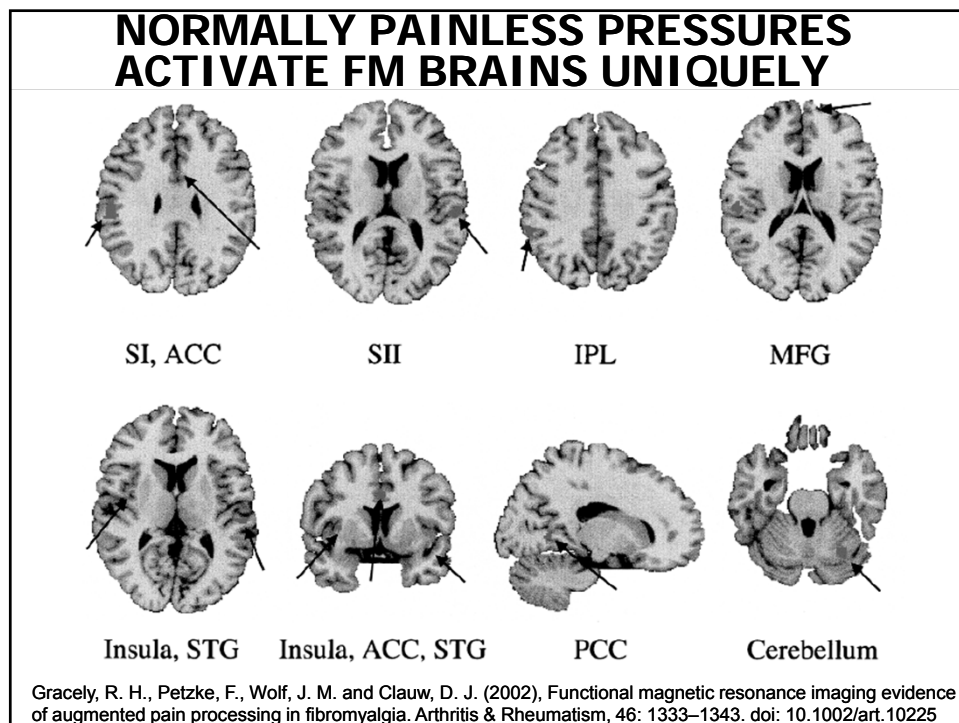 NORMALLY PAINLESS PRESSURES
ACTIVATE FM BRAINS UNIQUELY
SI, ACC
SII
IPL
MFG
Insula, STG
Insula, ACC, STG
PCC
Cerebellum
Gracely, R. H., Petzke, F., Wolf, J. M. and Clauw, D. J. (2002), Functional magnetic resonance imaging evidence
of augmented pain processing in fibromyalgia. Arthritis & Rheumatism, 46: 1333–1343. doi: 10.1002/art.10225